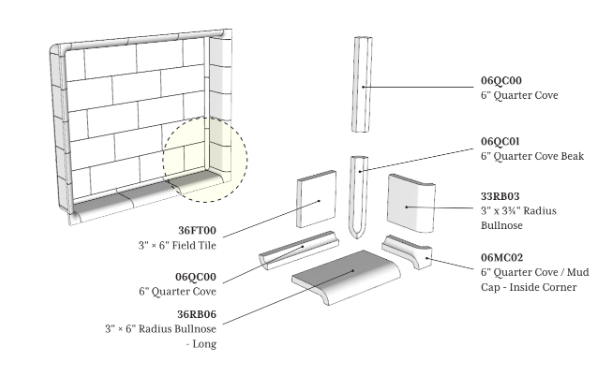 06QC00
6" Quarter Cove
06QC01
6" Quarter Cove Beak
33RB03
3" x 3¾" Radius
Bullnose
06MC02
6" Quarter Cove / Mud
Cap - Inside Corner
36FT00
3" × 6" Field Tile
06QC00
6" Quarter Cove
36RB06
3" × 6" Radius Bullnose
- Long